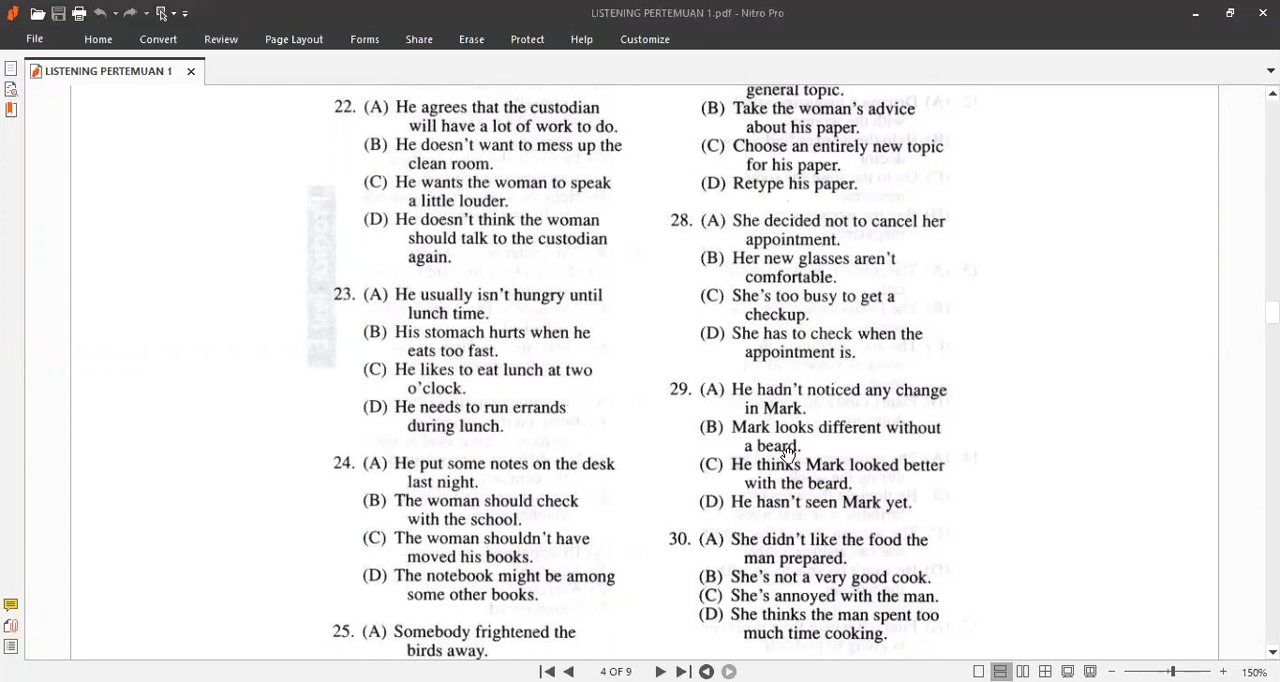 LISTENING PERTEMUAN 1.pdf - Nitro Pro
File Home Convert Review Page Layout Forms Share Erase Protect Help Customize
LISTENING PERTEMUAN 1
22. (A) He agrees that the custodian
will have a lot of work to do.
(B) He doesn't want to mess up the
clean room.
(C) He wants the woman to speak
a little louder.
(D) He doesn't think the woman
should talk to the custodian
again.
23. (A) He usually isn't hungry until
lunch time.
(B) His stomach hurts when he
eats too fast.
(C) He likes to eat lunch at two
o'clock.
(D) He needs to run errands
during lunch.
24. (A) He put some notes on the desk
last night.
(B) The woman should check
with the school.
(C) The woman shouldn't have
moved his books.
(D) The notebook might be among
some other books.
25. (A) Somebody frightened the
birds away.
general topic.
(B) Take the woman's advice
about his paper.
(C) Choose an entirely new topic
for his paper.
(D) Retype his paper.
28. (A) She decided not to cancel her
appointment.
(B) Her new glasses aren't
comfortable.
(C) She's too busy to get a
checkup.
(D) She has to check when the
appointment is.
29. (A) He hadn't noticed any change
in Mark.
(B) Mark looks different without
a beard.
(C) He thinks Mark looked better
with the beard.
(D) He hasn't seen Mark yet.
30. (A) She didn't like the food the
man prepared.
(B) She's not a very good cook.
(C) She's annoyed with the man.
(D) She thinks the man spent too
much time cooking.
4 OF 9
150%